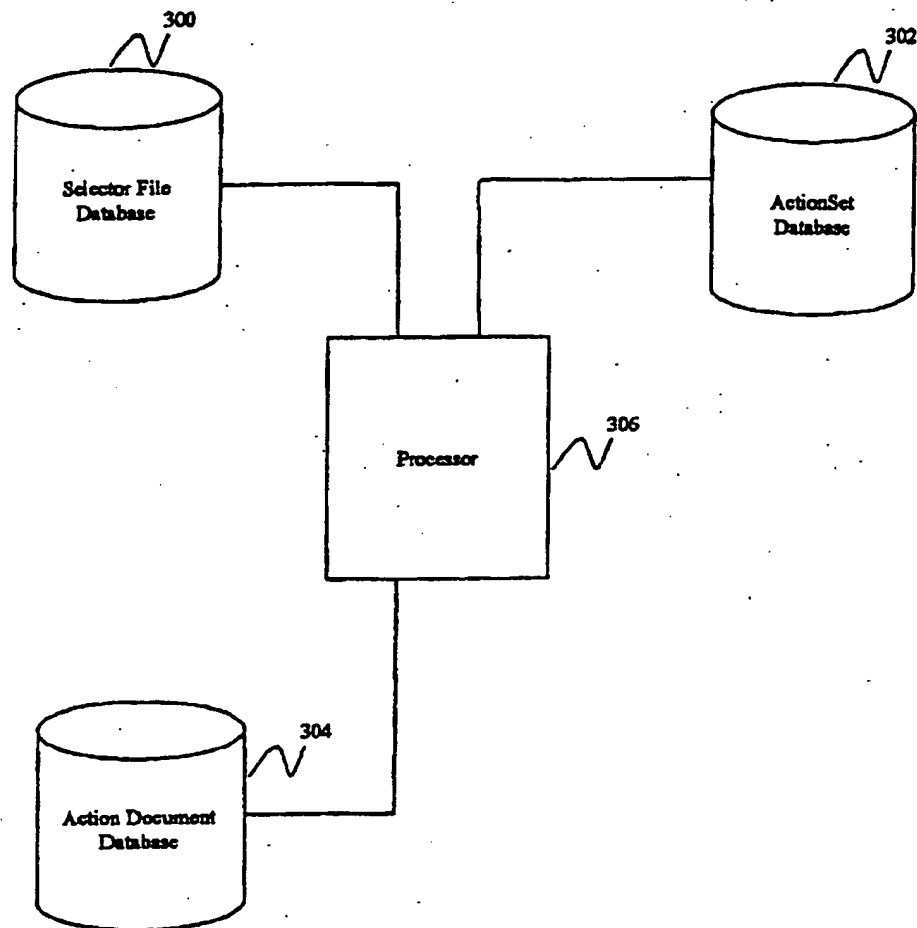 300
302
Selector File
Database
ActionSet
Database
306
Processor
304
Action Document
Database